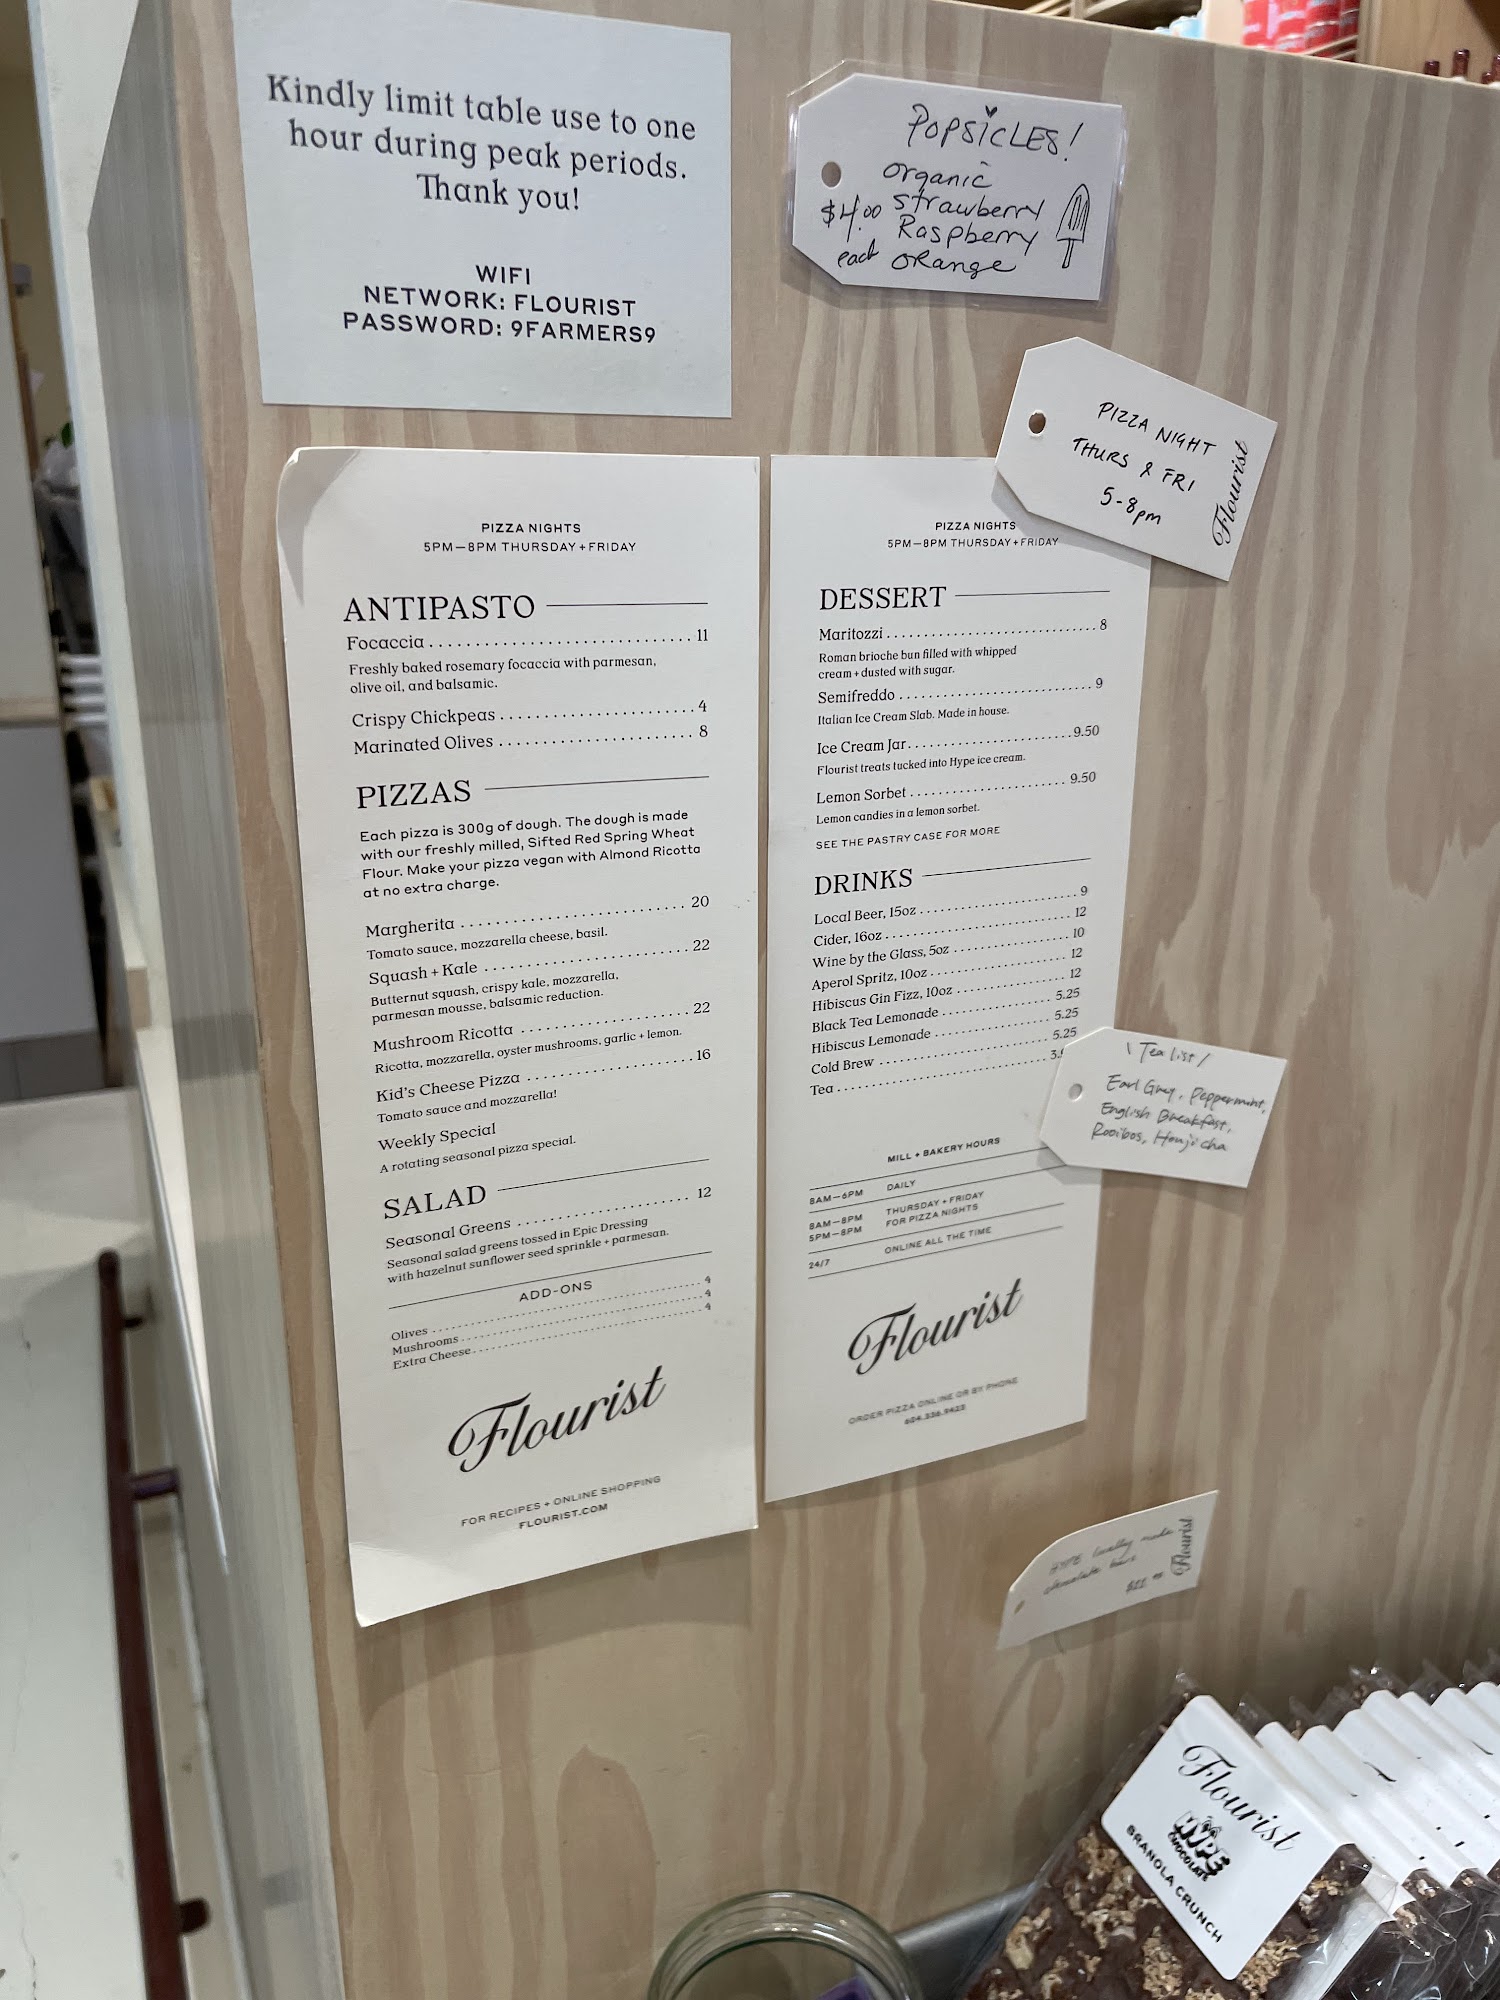 Kindly limit table use to one
hour during peak periods.
Thank you!
WIFI
NETWORK: FLOURIST
PASSWORD: 9FARMERS9
POPSICLES!
organic
$4.00 strawberry
each Raspberry
orange
PIZZA NIGHT
THURS & FRI
5-8pm
Flourist
PIZZA NIGHTS
5PM—8PM THURSDAY + FRIDAY
ANTIPASTO
Focaccia 11
Freshly baked rosemary focaccia with parmesan,
olive oil, and balsamic.
Crispy Chickpeas 4
Marinated Olives 8
PIZZAS
Each pizza is 300g of dough. The dough is made
with our freshly milled, Sifted Red Spring Wheat
Flour. Make your pizza vegan with Almond Ricotta
at no extra charge.
Margherita 20
Tomato sauce, mozzarella cheese, basil.
Squash + Kale 22
Butternut squash, crispy kale, mozzarella,
parmesan mousse, balsamic reduction.
Mushroom Ricotta 22
Ricotta, mozzarella, oyster mushrooms, garlic + lemon.
Kid's Cheese Pizza 16
Tomato sauce and mozzarella!
Weekly Special
A rotating seasonal pizza special.
SALAD
Seasonal Greens 12
Seasonal salad greens tossed in Epic Dressing
with hazelnut sunflower seed sprinkle + parmesan.
ADD-ONS
Olives 4
Mushrooms 4
Extra Cheese 4
Flourist
FOR RECIPES + ONLINE SHOPPING
FLOURIST.COM
PIZZA NIGHTS
5PM—8PM THURSDAY + FRIDAY
DESSERT
Maritozzi 8
Roman brioche bun filled with whipped
cream + dusted with sugar.
Semifreddo 9
Italian Ice Cream Slab. Made in house.
Ice Cream Jar 9.50
Flourist treats tucked into Hype ice cream.
Lemon Sorbet 9.50
Lemon candies in a lemon sorbet.
SEE THE PASTRY CASE FOR MORE
DRINKS
Local Beer, 15oz 9
Cider, 16oz 12
Wine by the Glass, 5oz 10
Aperol Spritz, 10oz 12
Hibiscus Gin Fizz, 10oz 12
Black Tea Lemonade 5.25
Hibiscus Lemonade 5.25
Cold Brew 5.25
Tea
\ Tea list /
Earl Grey, Peppermint,
English Breakfast,
Rooibos, Houjicha
MILL + BAKERY HOURS
8AM—6PM DAILY
8AM—8PM THURSDAY + FRIDAY
5PM—8PM FOR PIZZA NIGHTS
24/7 ONLINE ALL THE TIME
Flourist
ORDER PIZZA ONLINE OR BY PHONE
604.336.9423
HYPE locally made
chocolate bars
Flourist
Flourist
HYPE
CHOCOLATE
GRANOLA CRUNCH